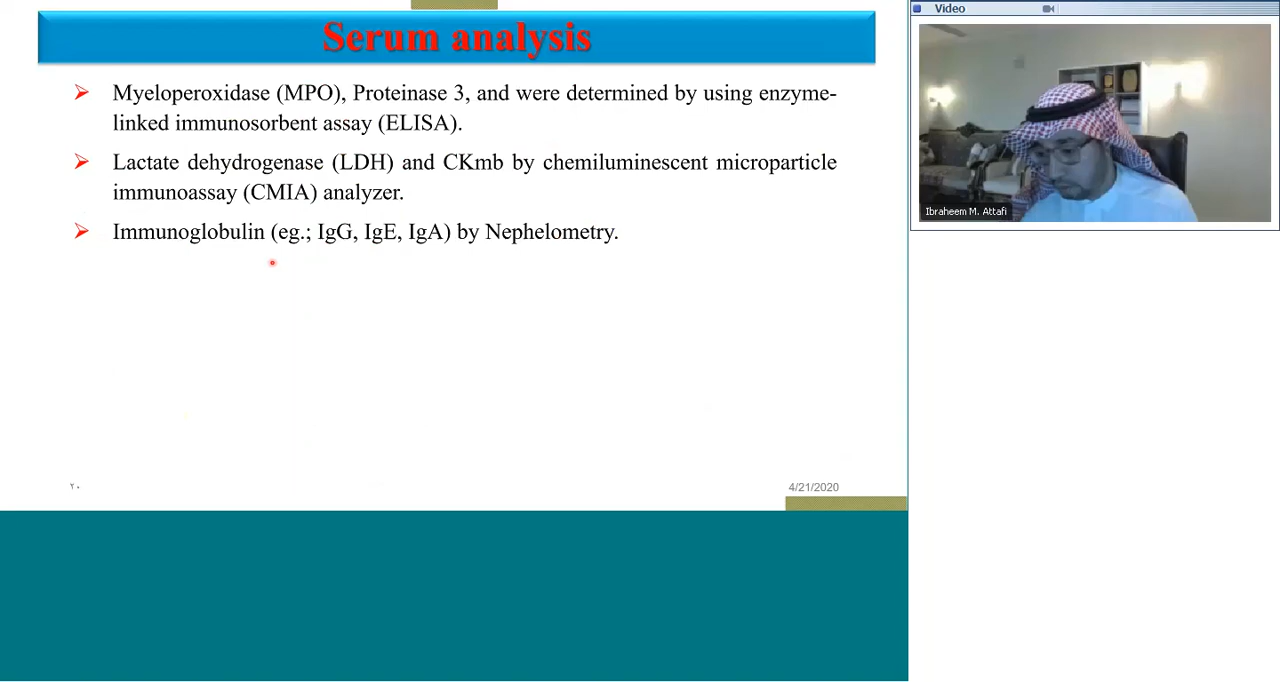 Serum analysis
Myeloperoxidase (MPO), Proteinase 3, and were determined by using enzyme-
linked immunosorbent assay (ELISA).
Lactate dehydrogenase (LDH) and CKmb by chemiluminescent microparticle
immunoassay (CMIA) analyzer.
Immunoglobulin (eg.; IgG, IgE, IgA) by Nephelometry.
٢٠
4/21/2020
Video
Ibraheem M. Attafi